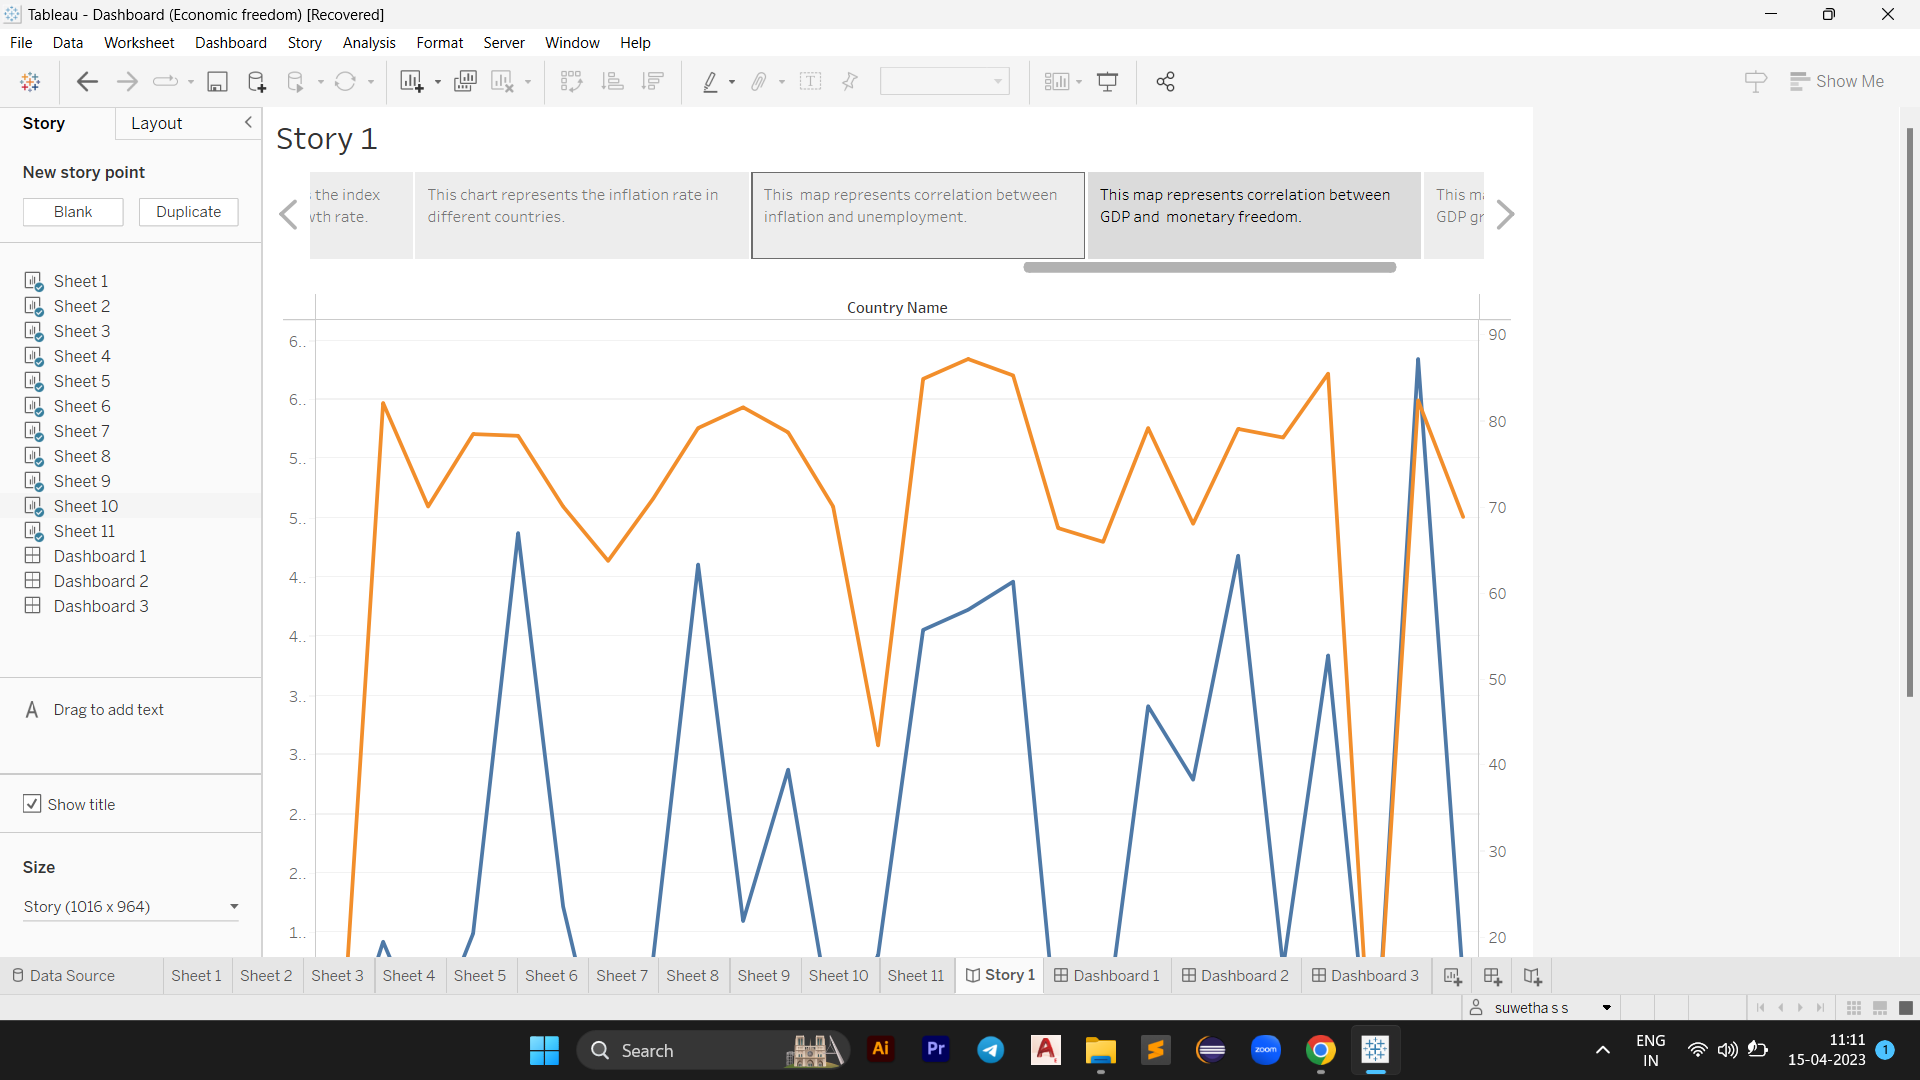 Tableau - Dashboard (Economic freedom) [Recovered]
File Data Worksheet Dashboard Story Analysis Format Server Window Help
Show Me
Story Layout
New story point
Blank Duplicate
Sheet 1
Sheet 2
Sheet 3
Sheet 4
Sheet 5
Sheet 6
Sheet 7
Sheet 8
Sheet 9
Sheet 10
Sheet 11
Dashboard 1
Dashboard 2
Dashboard 3
A Drag to add text
Show title
Size
Story (1016 x 964)
Story 1
the index
rate.
This chart represents the inflation rate in
different countries.
This  map represents correlation between
inflation and unemployment.
This map represents correlation between
GDP and  monetary freedom.
This
GDP
Country Name
6..
6..
5..
5..
4..
4..
3..
3..
2..
2..
1..
90
80
70
60
50
40
30
20
Data Source Sheet 1 Sheet 2 Sheet 3 Sheet 4 Sheet 5 Sheet 6 Sheet 7 Sheet 8 Sheet 9 Sheet 10 Sheet 11 Story 1 Dashboard 1 Dashboard 2 Dashboard 3
suwetha s s
Search
Ai
Pr
A
zoom
ENG
IN
11:11
15-04-2023
1